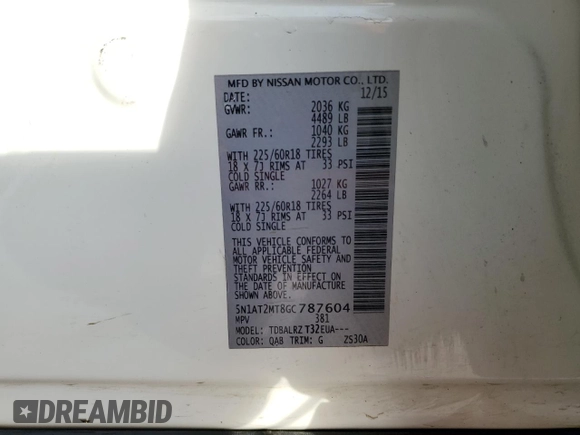 MFD BY NISSAN MOTOR CO., LTD.
DATE: 12/15
GVWR: 2036 KG
4489 LB
GAWR FR.: 1040 KG
2293 LB
WITH 225/60R18 TIRES
18 X 7J RIMS AT 33 PSI
COLD SINGLE
GAWR RR.: 1027 KG
2264 LB
WITH 225/60R18 TIRES
18 X 7J RIMS AT 33 PSI
COLD SINGLE
THIS VEHICLE CONFORMS TO
ALL APPLICABLE FEDERAL
MOTOR VEHICLE SAFETY AND
THEFT PREVENTION
STANDARDS IN EFFECT ON
THE DATE OF MANUFACTURE
SHOWN ABOVE.
5N1AT2MT8GC787604
MPV 381
MODEL: TDBALRZ T32EUA---
COLOR: QAB TRIM: G ZS30A
DREAMBID